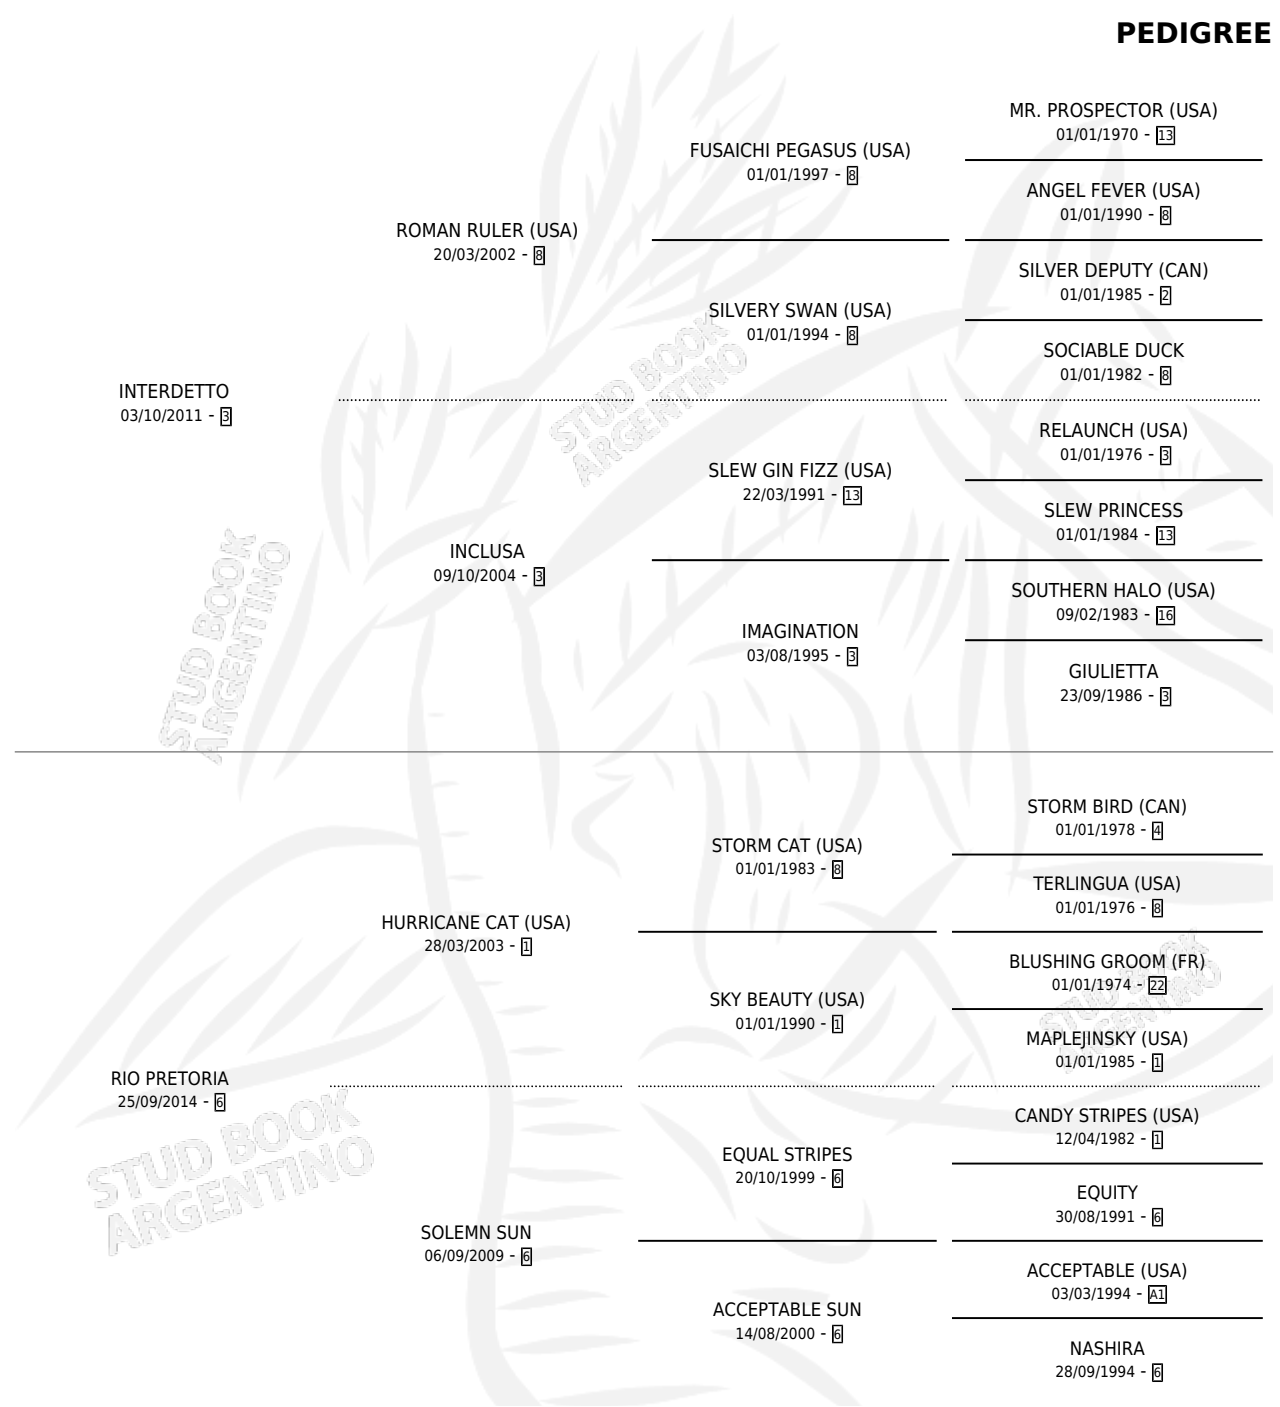 PEDIGREE
MR. PROSPECTOR (USA)
01/01/1970 - 13
FUSAICHI PEGASUS (USA)
01/01/1997 - 8
ANGEL FEVER (USA)
01/01/1990 - 8
ROMAN RULER (USA)
20/03/2002 - 8
SILVER DEPUTY (CAN)
01/01/1985 - 2
SILVERY SWAN (USA)
01/01/1994 - 8
SOCIABLE DUCK
01/01/1982 - 8
INTERDETTO
03/10/2011 - 3
STUD BOOK
ARGENTINO
RELAUNCH (USA)
01/01/1976 - 3
SLEW GIN FIZZ (USA)
22/03/1991 - 13
SLEW PRINCESS
01/01/1984 - 13
INCLUSA
09/10/2004 - 3
SOUTHERN HALO (USA)
09/02/1983 - 16
IMAGINATION
03/08/1995 - 3
GIULIETTA
23/09/1986 - 3
STUD BOOK
ARGENTINO
STORM BIRD (CAN)
01/01/1978 - 4
STORM CAT (USA)
01/01/1983 - 8
TERLINGUA (USA)
01/01/1976 - 8
HURRICANE CAT (USA)
28/03/2003 - 1
BLUSHING GROOM (FR)
01/01/1974 - 22
SKY BEAUTY (USA)
01/01/1990 - 1
STUD BOOK
ARGENTINO
MAPLEJINSKY (USA)
01/01/1985 - 1
RIO PRETORIA
25/09/2014 - 6
STUD BOOK
ARGENTINO
CANDY STRIPES (USA)
12/04/1982 - 1
EQUAL STRIPES
20/10/1999 - 6
EQUITY
30/08/1991 - 6
SOLEMN SUN
06/09/2009 - 6
ACCEPTABLE (USA)
03/03/1994 - A1
ACCEPTABLE SUN
14/08/2000 - 6
NASHIRA
28/09/1994 - 6